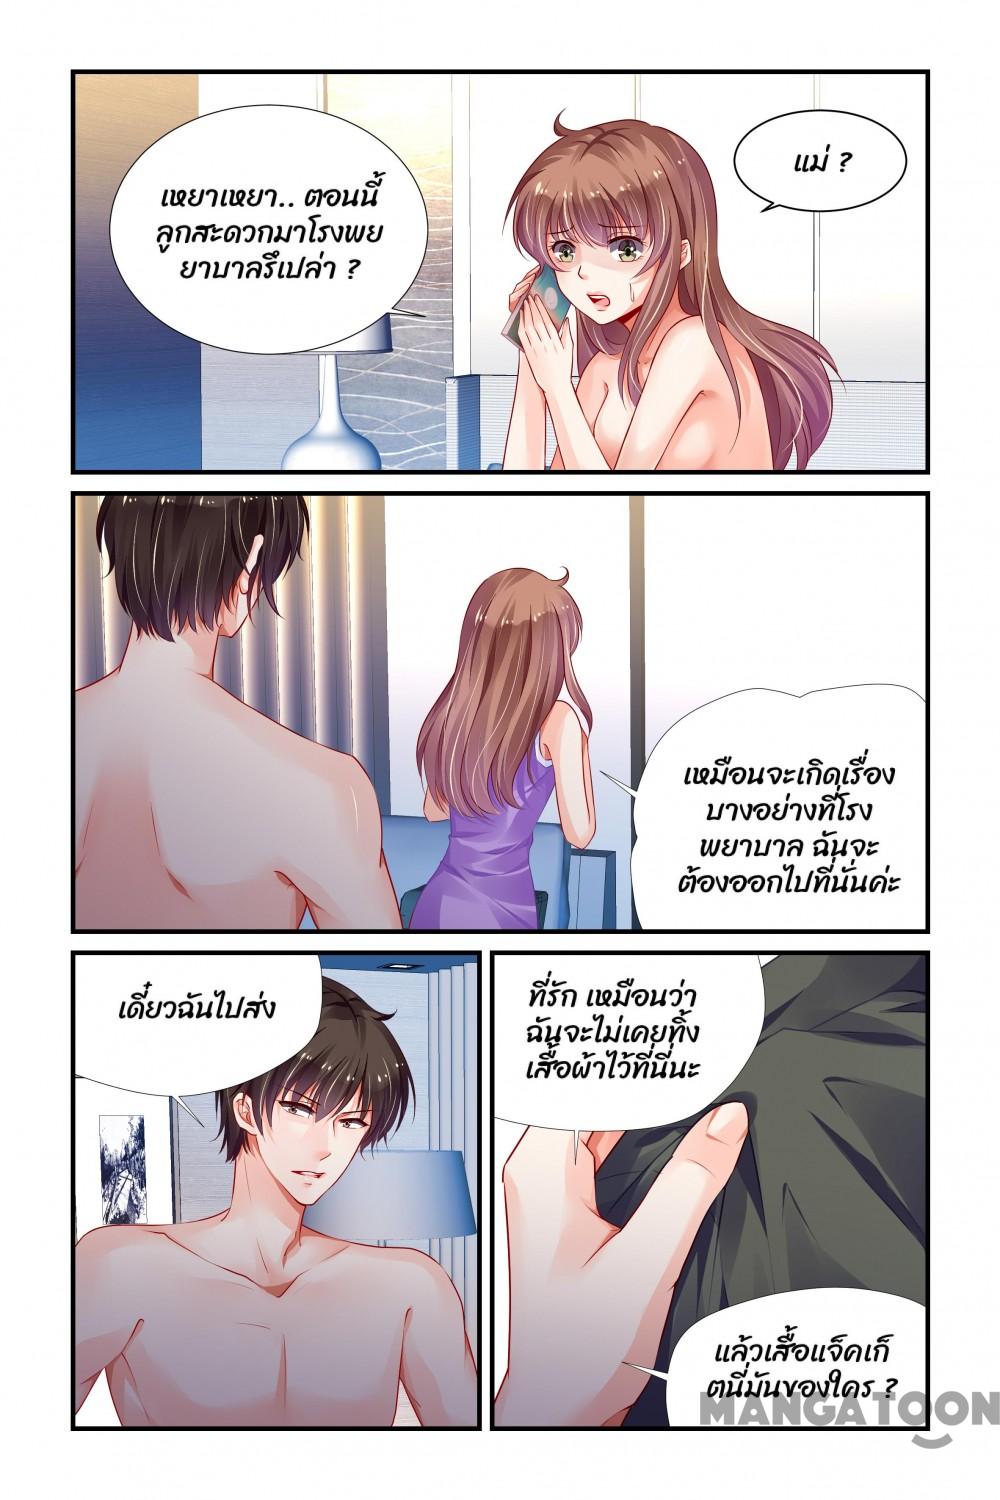 เหยาเหยา.. ตอนนี้
ลูกสะดวกมาโรงพย
ยาบาลรึเปล่า ?
แม่ ?
เหมือนจะเกิดเรื่อง
บางอย่างที่โรง
พยาบาล ฉันจะ
ต้องออกไปที่นั่นค่ะ
เดี๋ยวฉันไปส่ง
ที่รัก เหมือนว่า
ฉันจะไม่เคยทิ้ง
เสื้อผ้าไว้ที่นี่นะ
แล้วเสื้อแจ็คเก็
ตนี่มันของใคร ?
MANGATOON